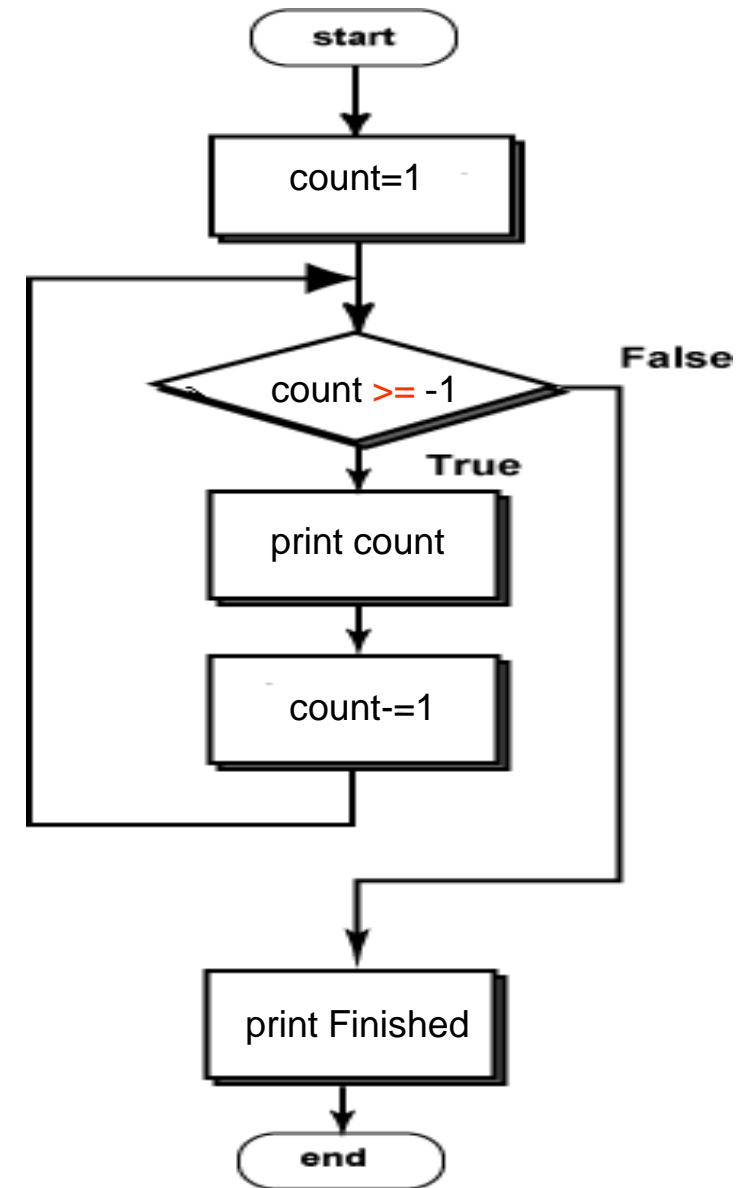 start
count=1
False
count >= -1
True
print count
count-=1
print Finished
end